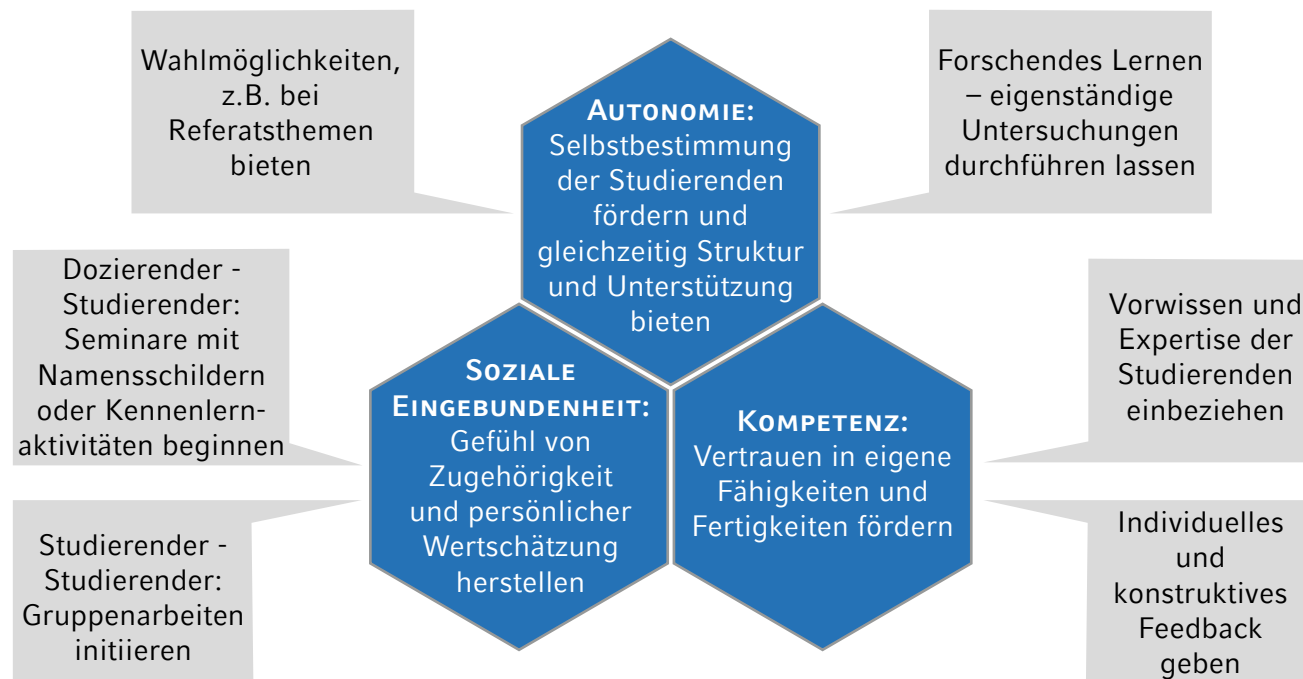 Wahlmöglichkeiten,
z.B. bei
Referatsthemen
bieten
AUTONOMIE:
Selbstbestimmung
der Studierenden
fördern und
gleichzeitig Struktur
und Unterstützung
bieten
Forschendes Lernen
– eigenständige
Untersuchungen
durchführen lassen
Dozierender -
Studierender:
Seminare mit
Namensschildern
oder Kennenlern-
aktivitäten beginnen
SOZIALE
EINGEBUNDENHEIT:
Gefühl von
Zugehörigkeit
und persönlicher
Wertschätzung
herstellen
KOMPETENZ:
Vertrauen in eigene
Fähigkeiten und
Fertigkeiten fördern
Vorwissen und
Expertise der
Studierenden
einbeziehen
Studierender -
Studierender:
Gruppenarbeiten
initiieren
Individuelles
und
konstruktives
Feedback
geben